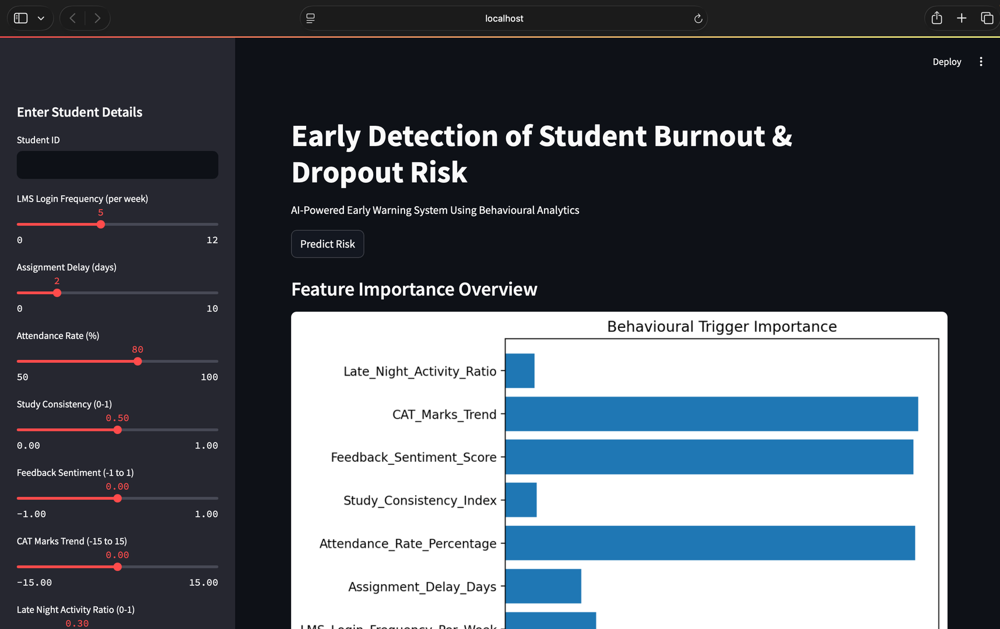 localhost
Deploy
Enter Student Details
Student ID
LMS Login Frequency (per week)
5
0 12
Assignment Delay (days)
2
0 10
Attendance Rate (%)
80
50 100
Study Consistency (0-1)
0.50
0.00 1.00
Feedback Sentiment (-1 to 1)
0.00
-1.00 1.00
CAT Marks Trend (-15 to 15)
0.00
-15.00 15.00
Late Night Activity Ratio (0-1)
0.30
Early Detection of Student Burnout &
Dropout Risk
AI-Powered Early Warning System Using Behavioural Analytics
Predict Risk
Feature Importance Overview
Behavioural Trigger Importance
Late_Night_Activity_Ratio
CAT_Marks_Trend
Feedback_Sentiment_Score
Study_Consistency_Index
Attendance_Rate_Percentage
Assignment_Delay_Days
LMS_Login_Frequency_Per_Week